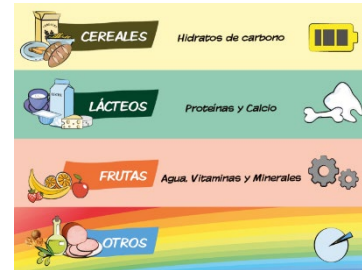 CEREALES Hidratos de carbono
LÁCTEOS Proteínas y Calcio
FRUTAS Agua, Vitaminas y Minerales
OTROS